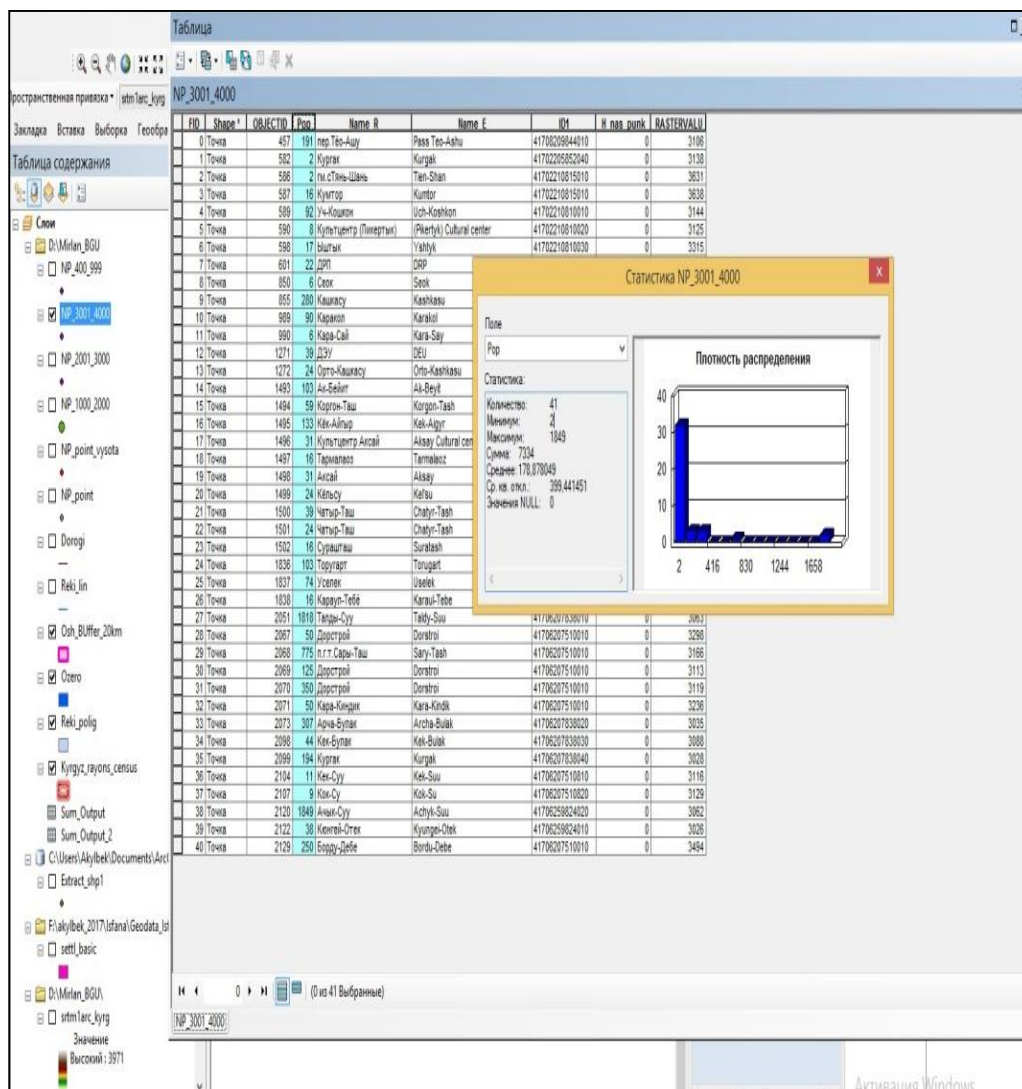 Таблица
пространственная привязка
srtm1arc_kyrg
NP_3001_4000
Закладка Вставка Выборка Геообра
Таблица содержания
Слои
D:\Mirlan_BGU
NP_400_999
NP_3001_4000
NP_2001_3000
NP_1000_2000
NP_point_vysota
NP_point
Dorogi
Reki_lin
Osh_BUffer_20km
Ozero
Reki_polig
Kyrgyz_rayons_census
Sum_Output
Sum_Output_2
C:\Users\Akylbek\Documents\Arc
Extract_shp1
F:\akylbek_2017\Isfana\Geodata_Isf
settl_basic
D:\Mirlan_BGU\
srtm1arc_kyrg
Значение
Высокий : 3971
FID Shape * OBJECTID Pop Name_R Name_E ID1 H_nas_punk RASTERVALU
0 Точка 457 191 пер.Тёо-Ашу Pass Teo-Ashu 41708209844010 0 3106
1 Точка 582 2 Кургак Kurgak 41702205852040 0 3138
2 Точка 586 2 гм.сТянь-Шань Tien-Shan 41702210815010 0 3631
3 Точка 587 16 Кумтор Kumtor 41702210815010 0 3638
4 Точка 589 92 Уч-Кошкон Uch-Koshkon 41702210810010 0 3144
5 Точка 590 8 Культцентр (Пикертык) (Pikertyk) Cultural center 41702210810020 0 3125
6 Точка 598 17 Ыштык Yshtyk 41702210810030 0 3315
7 Точка 601 22 ДРП DRP
8 Точка 850 6 Сеок Seok
9 Точка 855 280 Кашкасу Kashkasu
10 Точка 989 90 Каракол Karakol
11 Точка 990 6 Кара-Сай Kara-Say
12 Точка 1271 39 ДЭУ DEU
13 Точка 1272 24 Орто-Кашкасу Orto-Kashkasu
14 Точка 1493 103 Ак-Бейит Ak-Beyit
15 Точка 1494 59 Коргон-Таш Korgon-Tash
16 Точка 1495 133 Кёк-Айгыр Kek-Aigyr
17 Точка 1496 31 Культцентр Аксай Aksay Cutural cen
18 Точка 1497 16 Тармалаоз Tarmalaoz
19 Точка 1498 31 Аксай Aksay
20 Точка 1499 24 Кёльсу Kel'su
21 Точка 1500 39 Чатыр-Таш Chatyr-Tash
22 Точка 1501 24 Чатыр-Таш Chatyr-Tash
23 Точка 1502 16 Сурашташ Suratash
24 Точка 1836 103 Торугарт Torugart
25 Точка 1837 74 Уселек Uselek
26 Точка 1838 16 Караул-Тебё Karaul-Tebe
27 Точка 2051 1818 Талды-Суу Taldy-Suu 41706207838010 0 3063
28 Точка 2067 50 Дорстрой Dorstroi 41706207510010 0 3298
29 Точка 2068 775 п.г.т.Сары-Таш Sary-Tash 41706207510010 0 3166
30 Точка 2069 125 Дорстрой Dorstroi 41706207510010 0 3113
31 Точка 2070 350 Дорстрой Dorstroi 41706207510010 0 3119
32 Точка 2071 50 Кара-Киндик Kara-Kindik 41706207510010 0 3236
33 Точка 2073 307 Арча-Булак Archa-Bulak 41706207838020 0 3035
34 Точка 2098 44 Кек-Булак Kek-Bulak 41706207838030 0 3088
35 Точка 2099 194 Кургак Kurgak 41706207838040 0 3028
36 Точка 2104 11 Кек-Суу Kek-Suu 41706207510810 0 3116
37 Точка 2107 9 Кок-Су Kok-Su 41706207510820 0 3129
38 Точка 2120 1849 Ачык-Суу Achyk-Suu 41706259824020 0 3062
39 Точка 2122 38 Кюнгей-Отек Kyungei-Otek 41706259824010 0 3026
40 Точка 2129 250 Борду-Дебе Bordu-Debe 41706207510010 0 3494
Статистика NP_3001_4000
Поле
Pop
Статистика:
Количество: 41
Минимум: 2
Максимум: 1849
Сумма: 7334
Среднее: 178,878049
Ср. кв. откл.: 399,441451
Значения NULL: 0
Плотность распределения
40
30
20
10
0
2 416 830 1244 1658
0 (0 из 41 Выбранные)
NP_3001_4000
Активация Windows